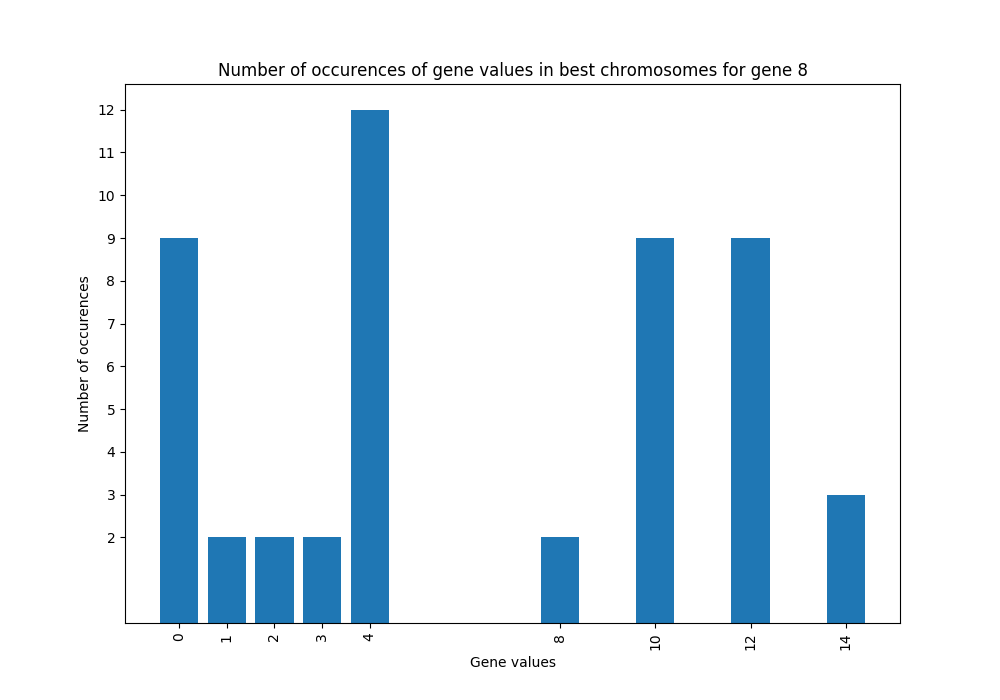 Number of occurences of gene values in best chromosomes for gene 8
12
11
10
9
8
7
6
5
4
3
2
Number of occurences
0 1 2 3 4 8 10 12 14
Gene values